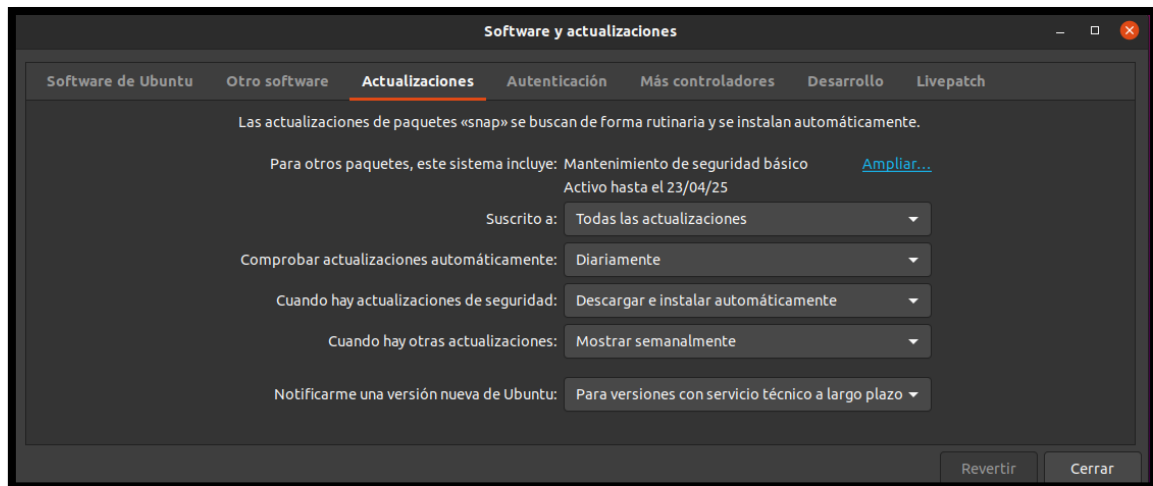 Software y actualizaciones
Software de Ubuntu Otro software Actualizaciones Autenticación Más controladores Desarrollo Livepatch
Las actualizaciones de paquetes «snap» se buscan de forma rutinaria y se instalan automáticamente.
Para otros paquetes, este sistema incluye: Mantenimiento de seguridad básico Ampliar...
Activo hasta el 23/04/25
Suscrito a: Todas las actualizaciones
Comprobar actualizaciones automáticamente: Diariamente
Cuando hay actualizaciones de seguridad: Descargar e instalar automáticamente
Cuando hay otras actualizaciones: Mostrar semanalmente
Notificarme una versión nueva de Ubuntu: Para versiones con servicio técnico a largo plazo
Revertir Cerrar